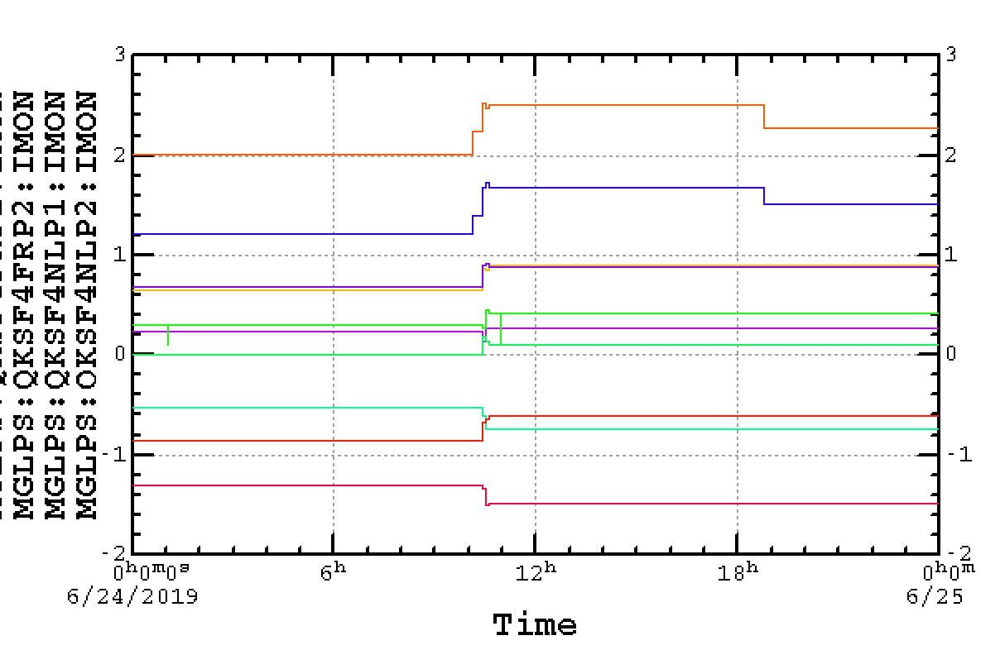 MGLPS:QKSF4FRP2:IMON
MGLPS:QKSF4NLP1:IMON
MGLPS:QKSF4NLP2:IMON
3
2
1
0
-1
-2
3
2
1
0
-1
-2
0h0m0s 6h 12h 18h 0h0m
6/24/2019 6/25
Time